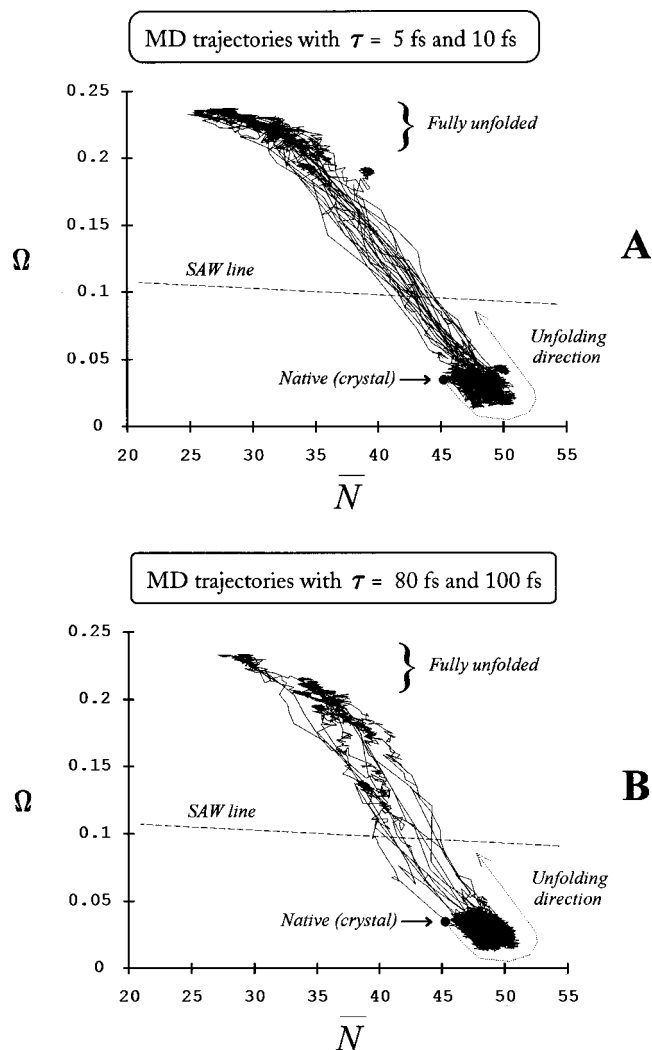 MD trajectories with τ = 5 fs and 10 fs
0.25
0.2
0.15
0.1
0.05
0
Ω
Fully unfolded
SAW line
A
Unfolding
direction
Native (crystal)
20 25 30 35 40 45 50 55
N̅
MD trajectories with τ = 80 fs and 100 fs
0.25
0.2
0.15
0.1
0.05
0
Ω
Fully unfolded
SAW line
B
Unfolding
direction
Native (crystal)
20 25 30 35 40 45 50 55
N̅